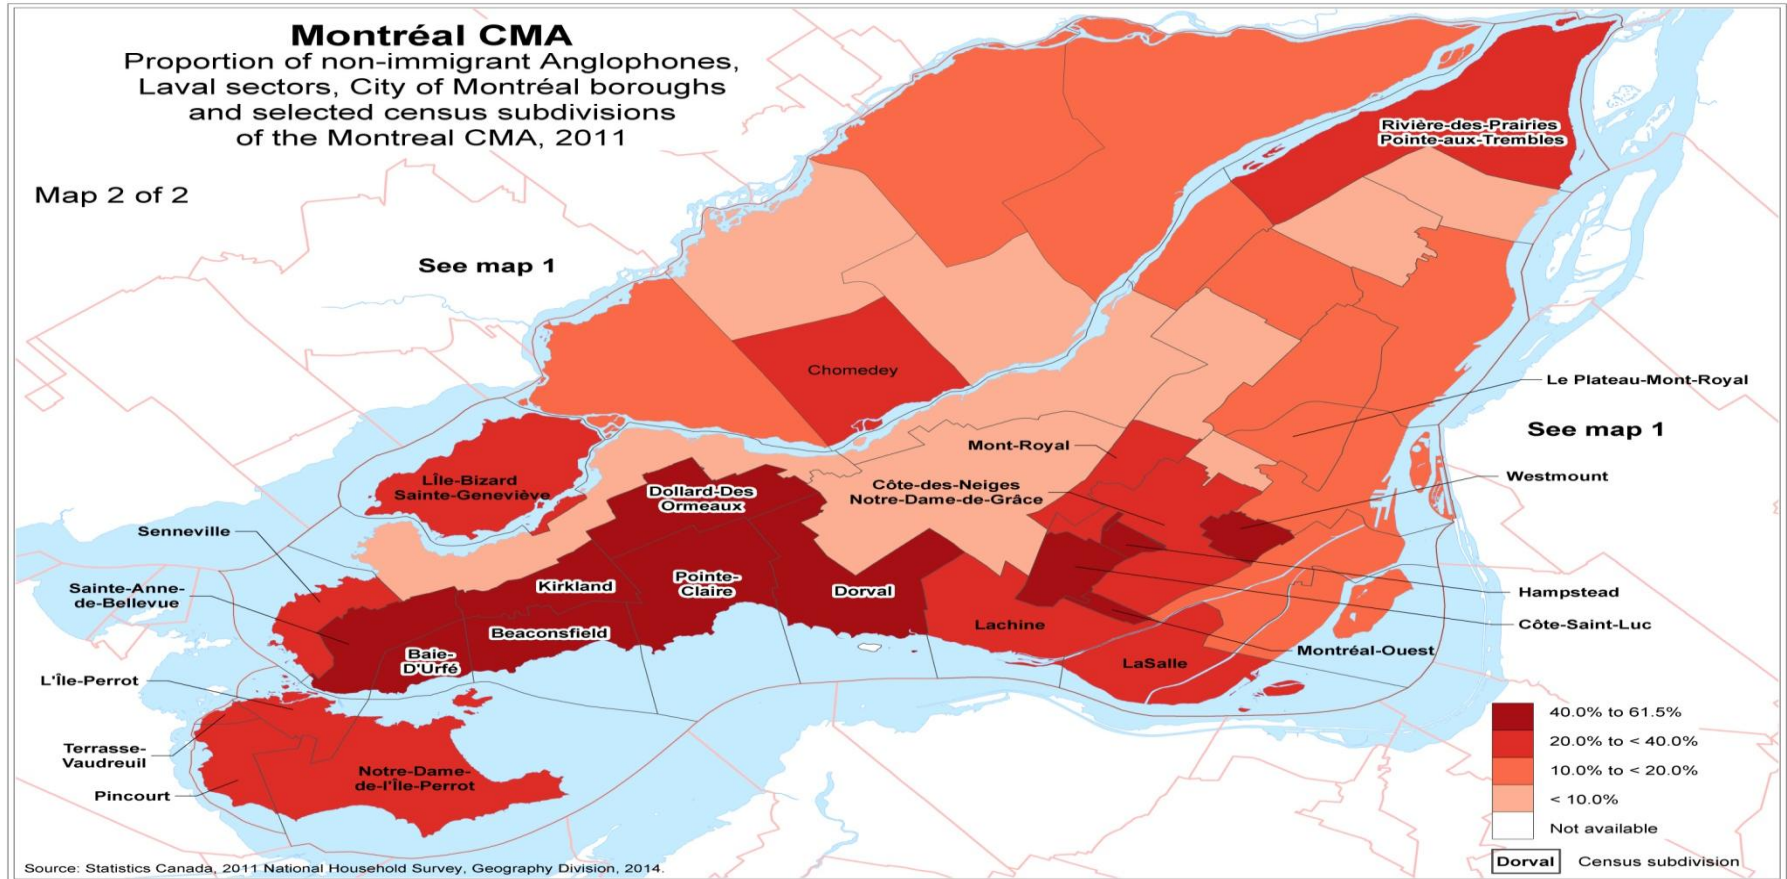 Montréal CMA
Proportion of non-immigrant Anglophones,
Laval sectors, City of Montréal boroughs
and selected census subdivisions
of the Montreal CMA, 2011
Map 2 of 2
See map 1
Rivière-des-Prairies
Pointe-aux-Trembles
Chomedey
Le Plateau-Mont-Royal
See map 1
Mont-Royal
Westmount
Côte-des-Neiges
Notre-Dame-de-Grâce
L'Île-Bizard
Sainte-Geneviève
Dollard-Des
Ormeaux
Senneville
Sainte-Anne-
de-Bellevue
Kirkland
Pointe-
Claire
Dorval
Hampstead
Côte-Saint-Luc
Beaconsfield
Lachine
Montréal-Ouest
Baie-
D'Urfé
LaSalle
L'Île-Perrot
Terrasse-
Vaudreuil
Notre-Dame-
de-l'Île-Perrot
Pincourt
40.0% to 61.5%
20.0% to < 40.0%
10.0% to < 20.0%
< 10.0%
Not available
Dorval Census subdivision
Source: Statistics Canada, 2011 National Household Survey, Geography Division, 2014.